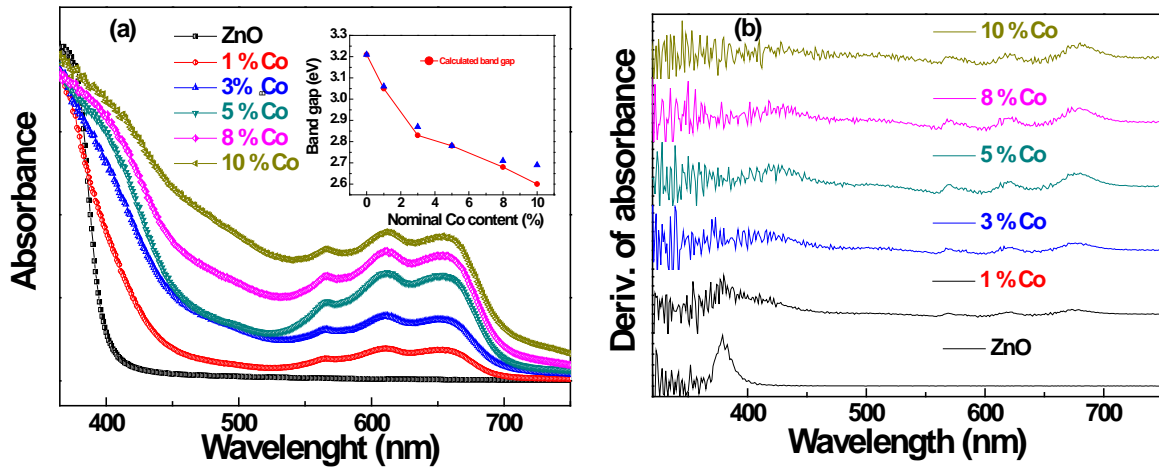 (a)
ZnO
1 % Co
3% Co
5 % Co
8 % Co
10 % Co
Absorbance
400
500
600
700
Wavelenght (nm)
3.3
3.2
3.1
3.0
2.9
2.8
2.7
2.6
Band gap (eV)
Calculated band gap
0
2
4
6
8
10
Nominal Co content (%)
(b)
10 % Co
8 % Co
5 % Co
3 % Co
1 % Co
ZnO
Deriv. of absorbance
400
500
600
700
Wavelength (nm)